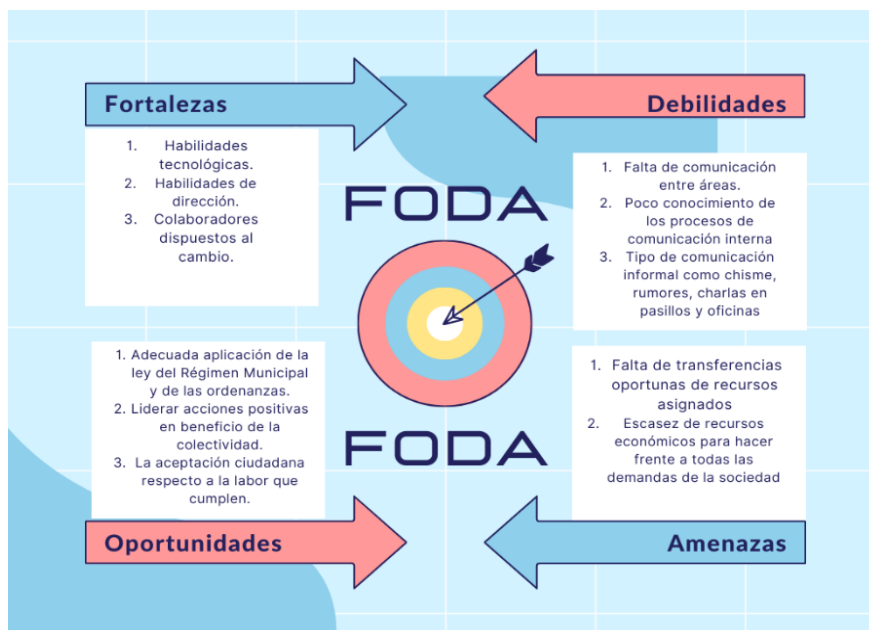 Fortalezas
1. Habilidades
tecnológicas.
2. Habilidades de
dirección.
3. Colaboradores
dispuestos al
cambio.
Debilidades
1. Falta de comunicación
entre áreas.
2. Poco conocimiento de
los procesos de
comunicación interna
3. Tipo de comunicación
informal como chisme,
rumores, charlas en
pasillos y oficinas
FODA
FODA
1. Adecuada aplicación de la
ley del Régimen Municipal
y de las ordenanzas.
2. Liderar acciones positivas
en beneficio de la
colectividad.
3. La aceptación ciudadana
respecto a la labor que
cumplen.
Oportunidades
1. Falta de transferencias
oportunas de recursos
asignados
2. Escasez de recursos
económicos para hacer
frente a todas las
demandas de la sociedad
Amenazas